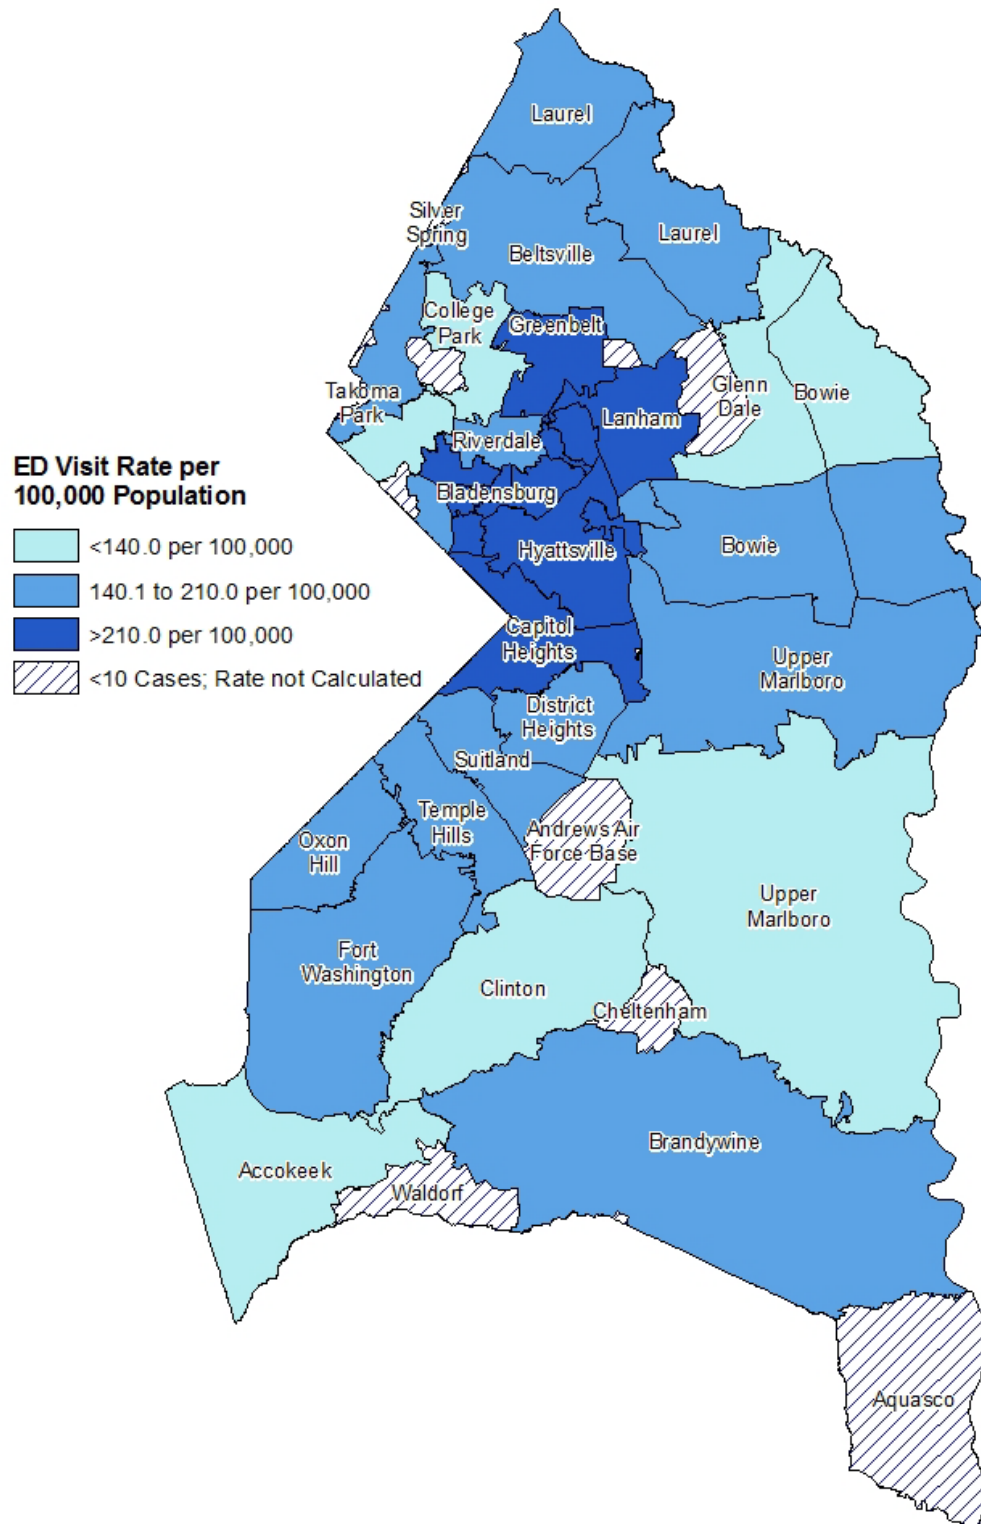 Laurel
Silver
Spring
Laurel
Beltsville
College
Park
Greenbelt
Takoma
Park
Glenn
Dale
Bowie
Lanham
Riverdale
ED Visit Rate per
100,000 Population
<140.0 per 100,000
140.1 to 210.0 per 100,000
>210.0 per 100,000
<10 Cases; Rate not Calculated
Bladensburg
Hyattsville
Bowie
Capitol
Heights
Upper
Marlboro
District
Heights
Suitland
Temple
Hills
Andrews Air
Force Base
Oxon
Hill
Upper
Marlboro
Fort
Washington
Clinton
Cheltenham
Brandywine
Accokeek
Waldorf
Aquasco